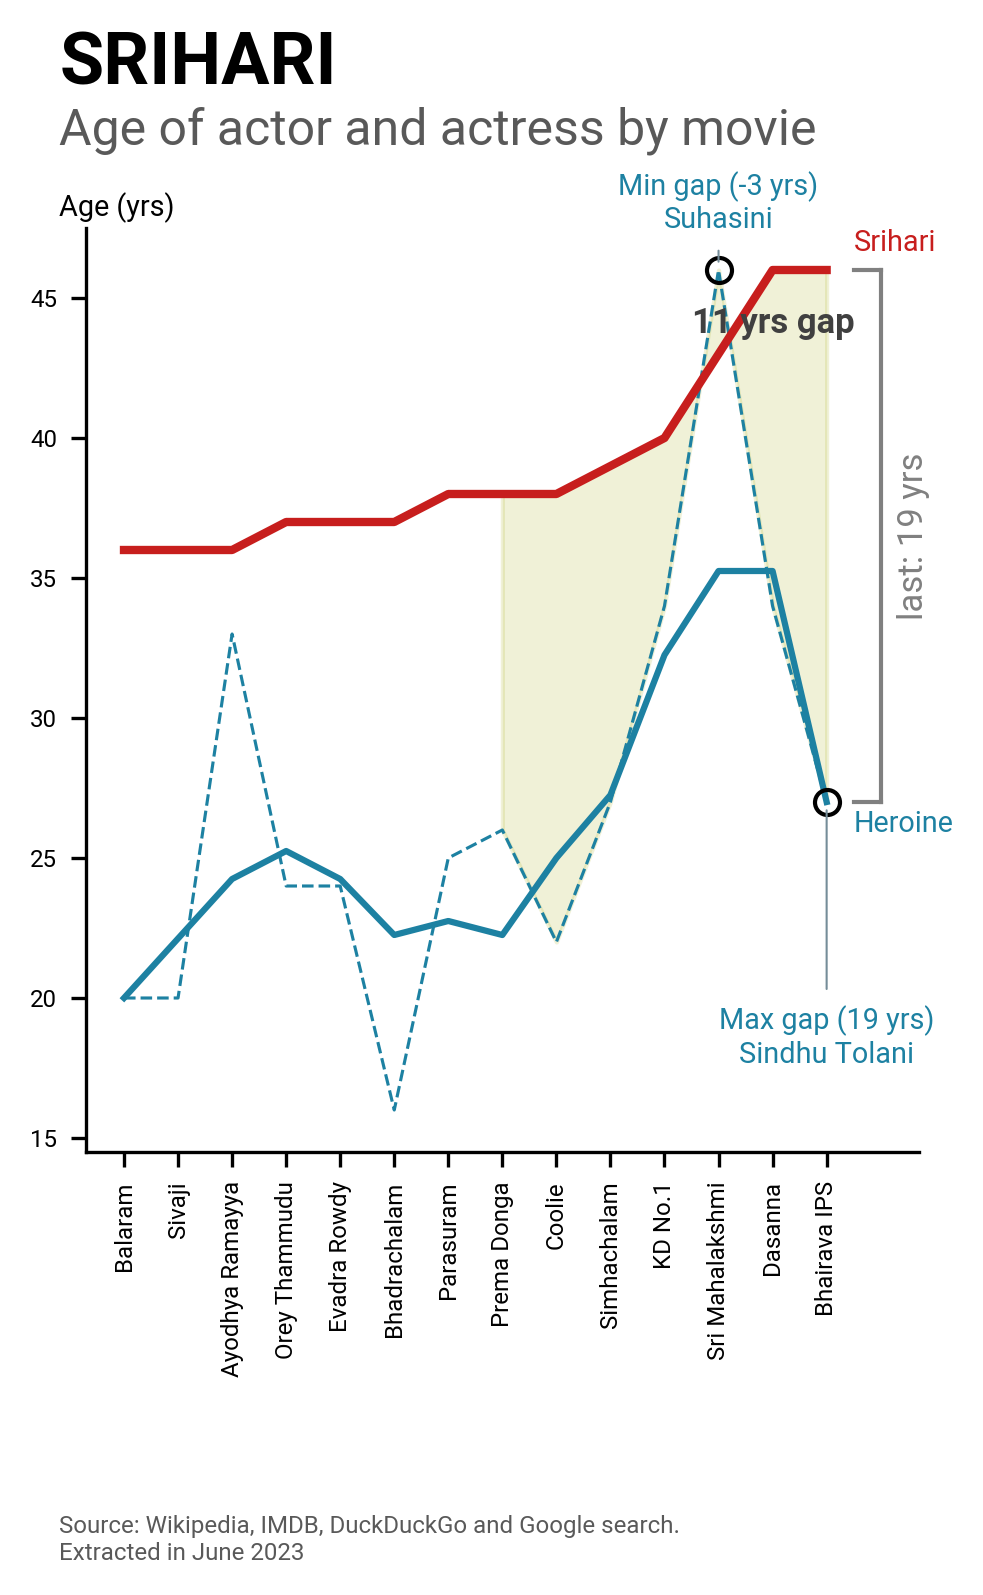 SRIHARI
Age of actor and actress by movie
Min gap (-3 yrs)
Suhasini
Age (yrs)
Srihari
45
11 yrs gap
40
last: 19 yrs
35
30
25
Heroine
20
Max gap (19 yrs)
Sindhu Tolani
15
Balaram
Sivaji
Ayodhya Ramayya
Orey Thammudu
Evadra Rowdy
Bhadrachalam
Parasuram
Prema Donga
Coolie
Simhachalam
KD No.1
Sri Mahalakshmi
Dasanna
Bhairava IPS
Source: Wikipedia, IMDB, DuckDuckGo and Google search.
Extracted in June 2023